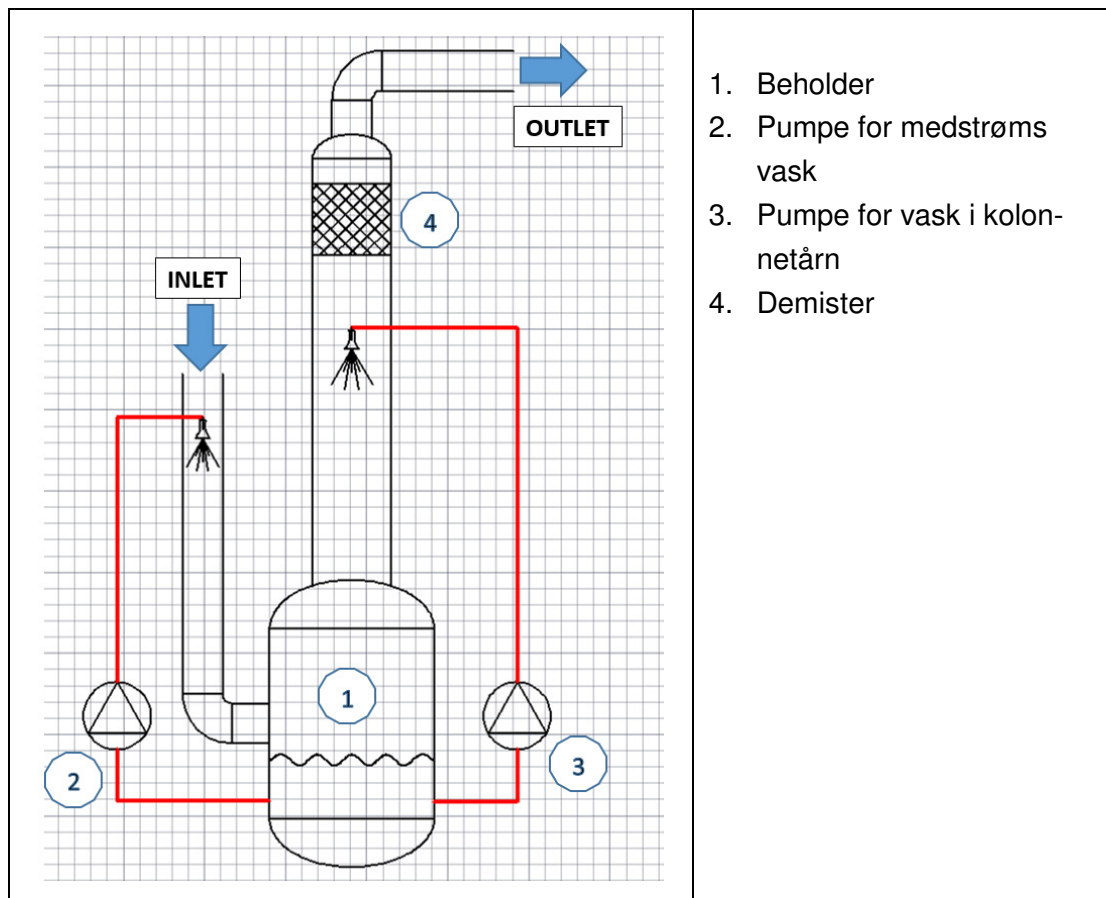 OUTLET
4
INLET
1
2
3
1. Beholder
2. Pumpe for medstrøms
vask
3. Pumpe for vask i kolon-
netårn
4. Demister